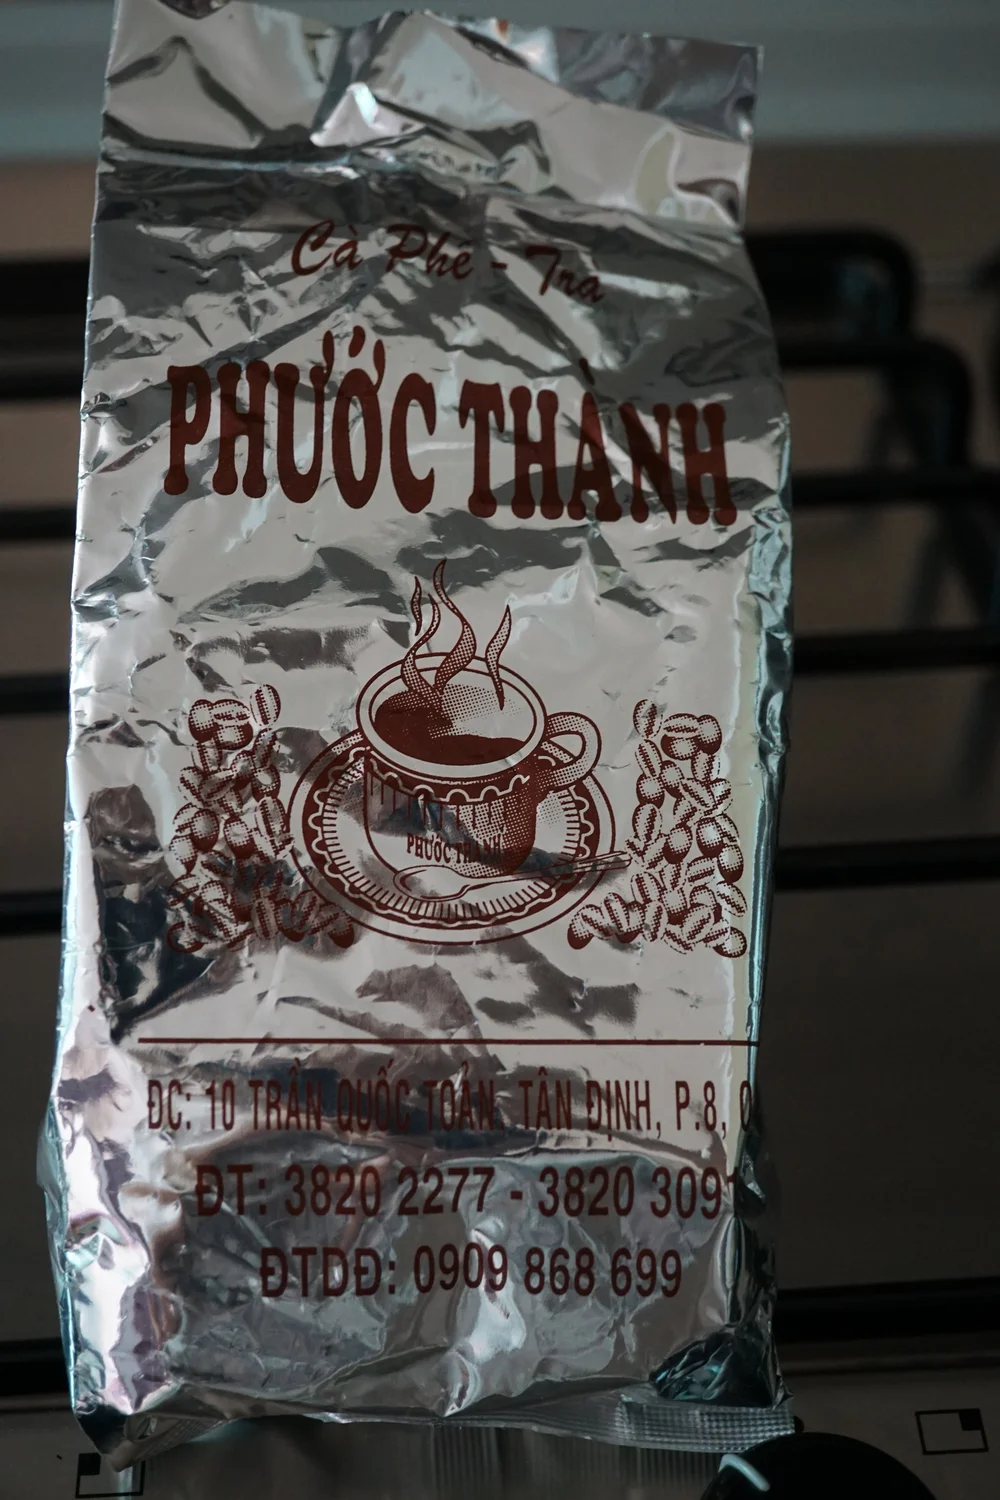 Cà Phê - Trà
PHƯỚC THÀNH
PHƯỚC THÀNH
ĐC: 10 TRẦN QUỐC TOẢN. TÂN ĐỊNH, P.8,
ĐT: 3820 2277 - 3820 3091
ĐTDĐ: 0909 868 699